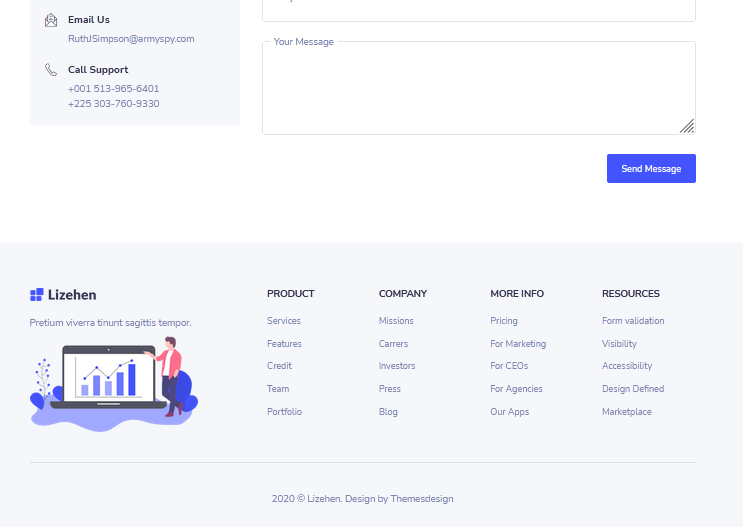 Email Us
RuthJSimpson@armyspy.com
Call Support
+001 513-965-6401
+225 303-760-9330
Your Message
Send Message
Lizehen
Pretium viverra tinunt sagittis tempor.
PRODUCT
Services
Features
Credit
Team
Portfolio
COMPANY
Missions
Carrers
Investors
Press
Blog
MORE INFO
Pricing
For Marketing
For CEOs
For Agencies
Our Apps
RESOURCES
Form validation
Visibility
Accessibility
Design Defined
Marketplace
2020 © Lizehen. Design by Themesdesign